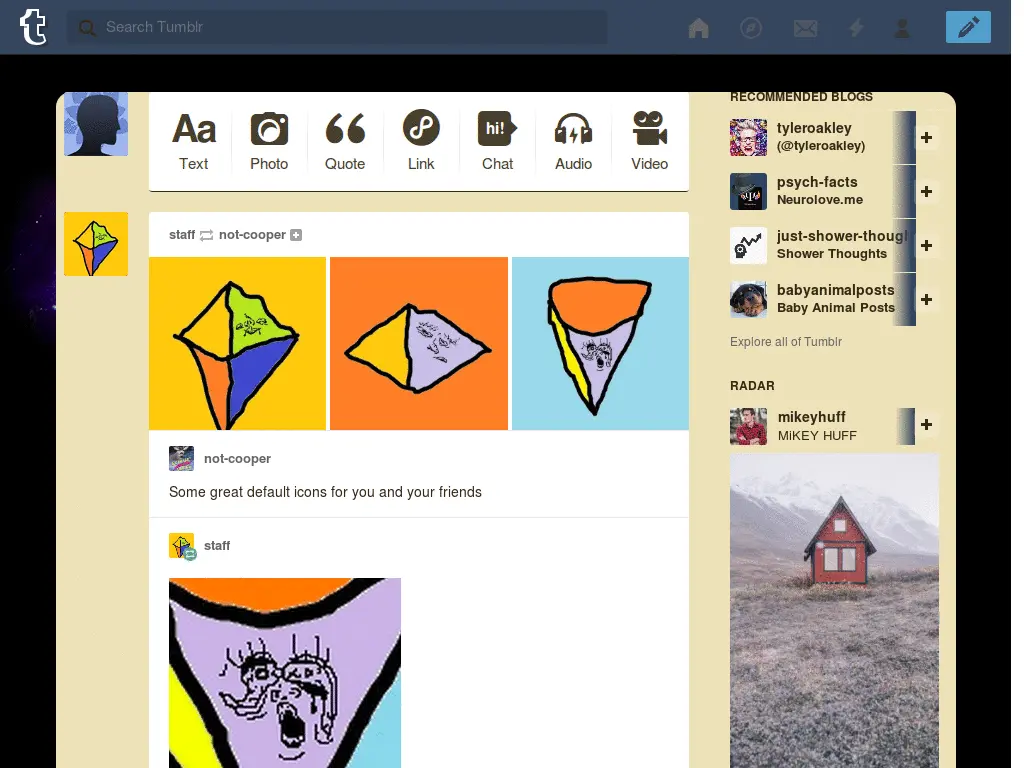 Search Tumblr
Aa
hi!
Text
Photo
Quote
Link
Chat
Audio
Video
staff not-cooper
not-cooper
Some great default icons for you and your friends
staff
RECOMMENDED BLOGS
tyleroakley
(@tyleroakley)
psych-facts
Neurolove.me
just-shower-though
Shower Thoughts
babyanimalposts
Baby Animal Posts
Explore all of Tumblr
RADAR
mikeyhuff
MiKEY HUFF